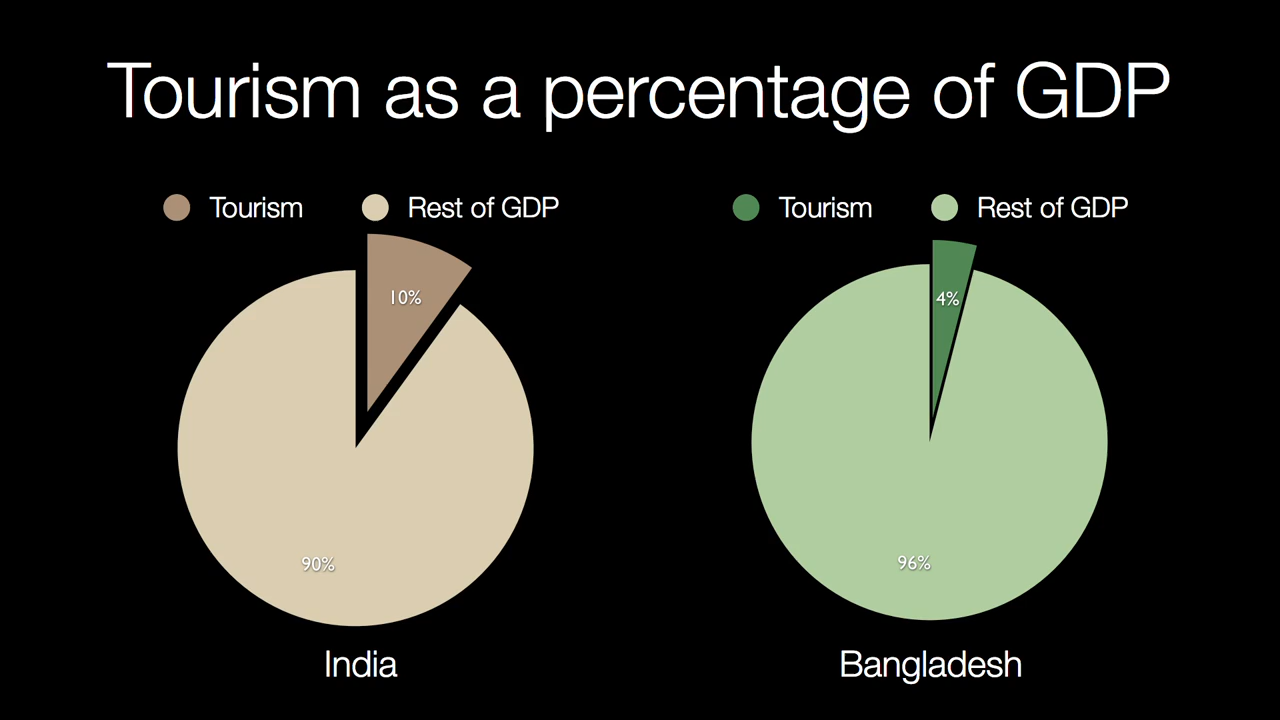 Tourism as a percentage of GDP
Tourism Rest of GDP
Tourism Rest of GDP
10%
90%
India
4%
96%
Bangladesh